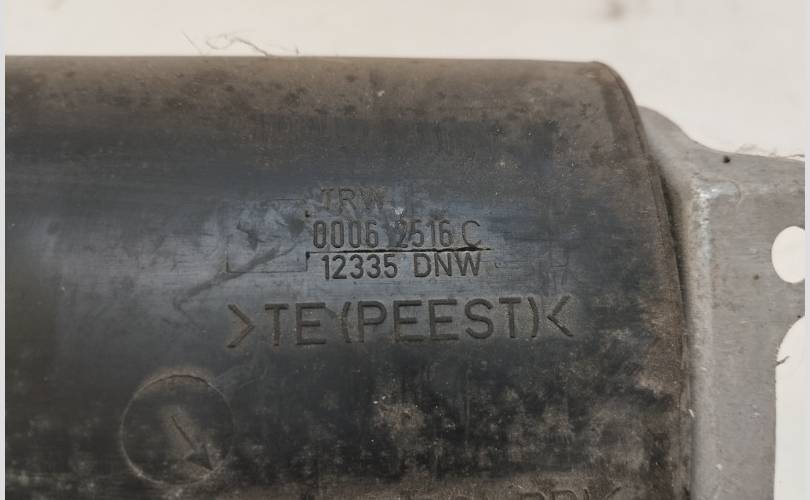 TRW
0006 2516 C
12335 DNW
>TE(PEEST)<